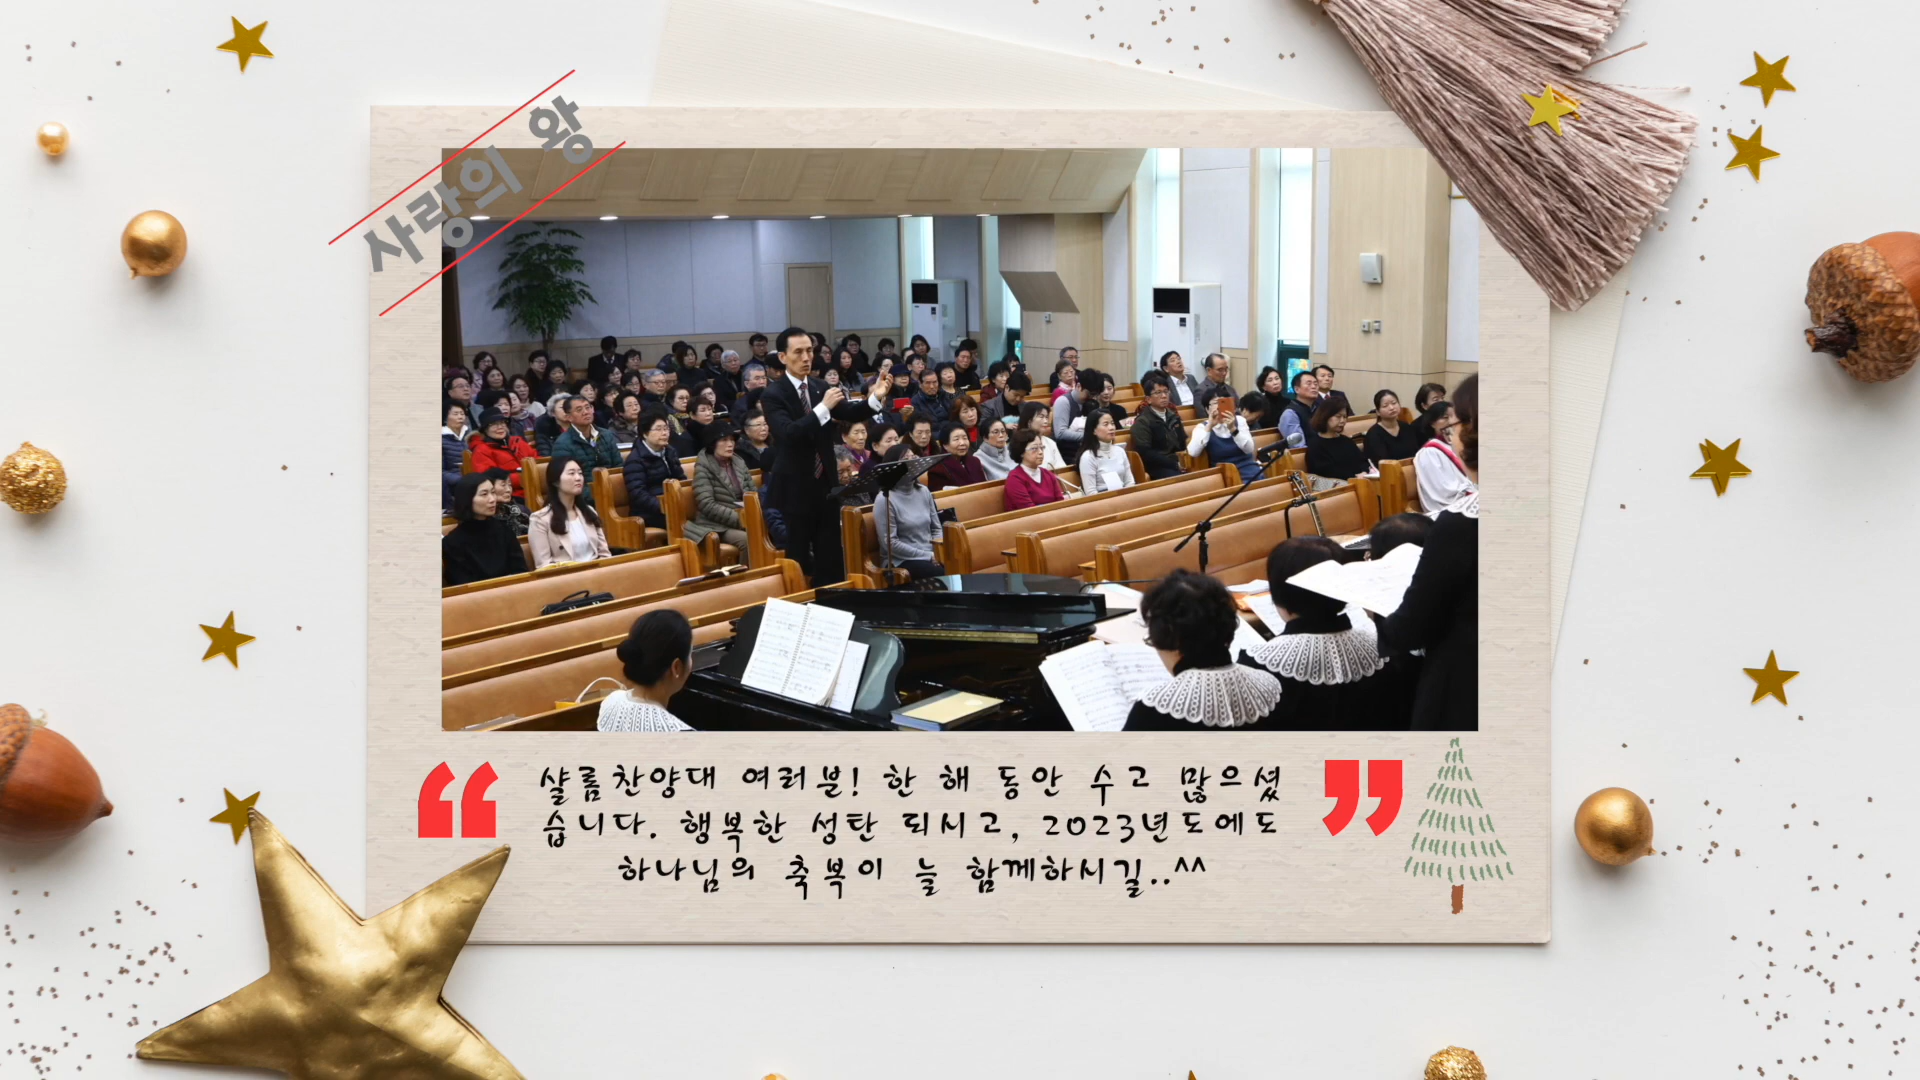 사랑의 왕
샬롬찬양대 여러분! 한 해 동안 수고 많으셨
습니다. 행복한 성탄 되시고, 2023년도에도
하나님의 축복이 늘 함께하시길..^^